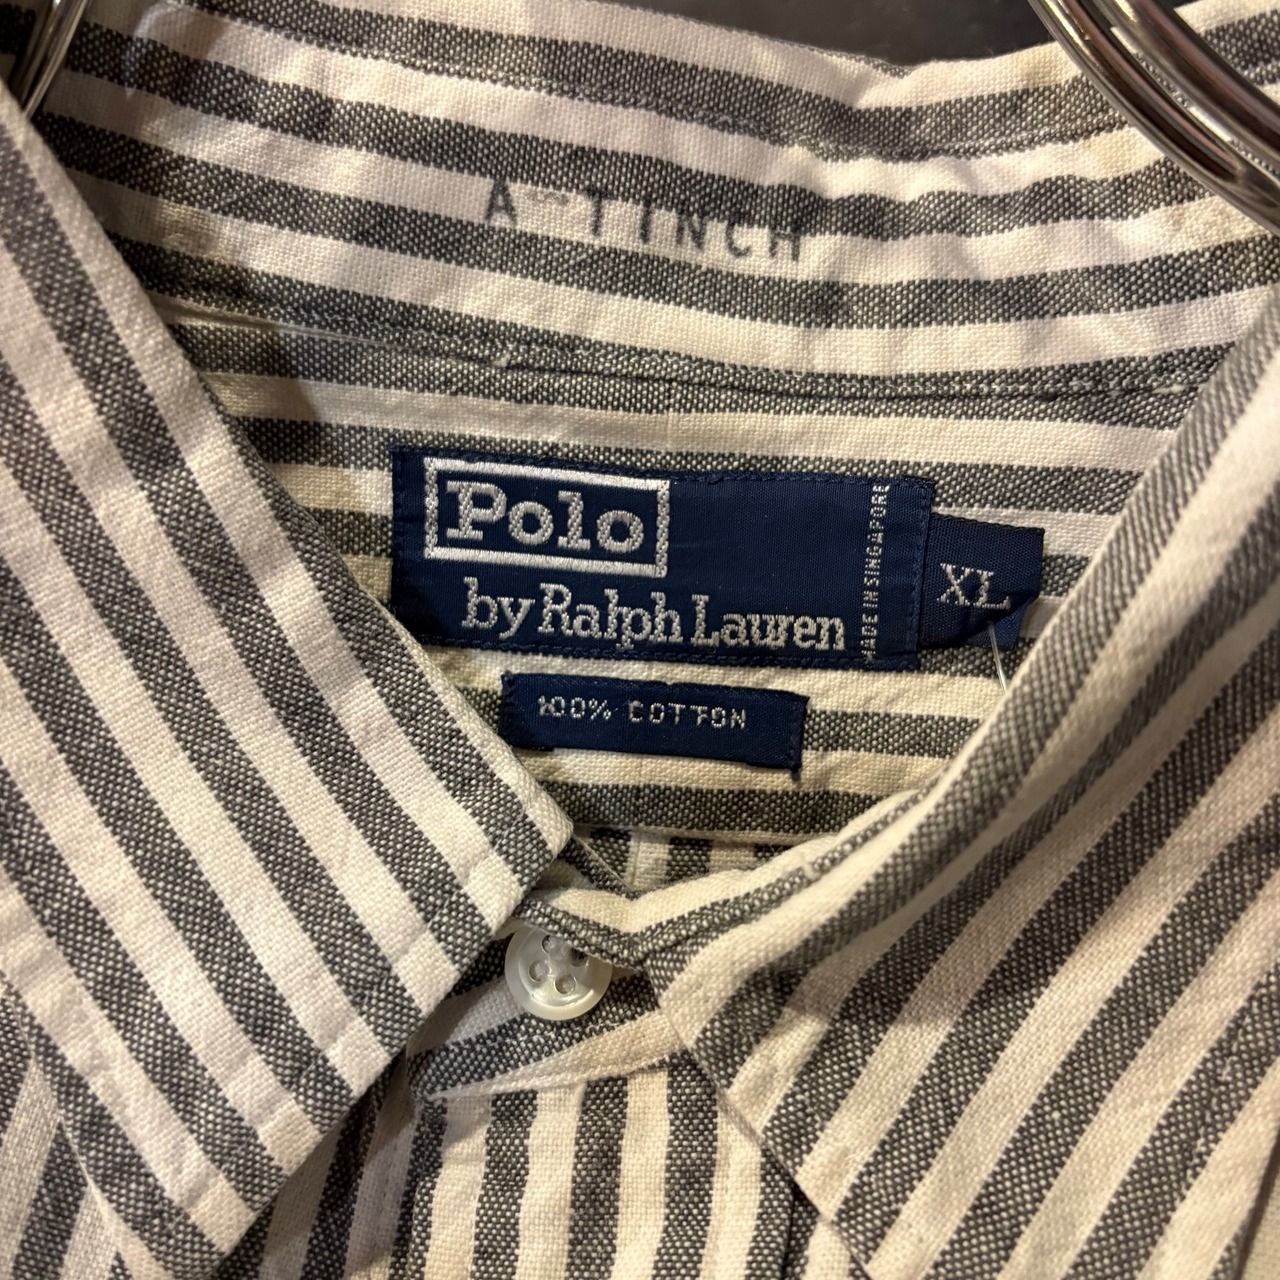 A-TINCH
Polo
by Ralph Lauren
MADE IN SINGAPORE
XL
100% COTTON